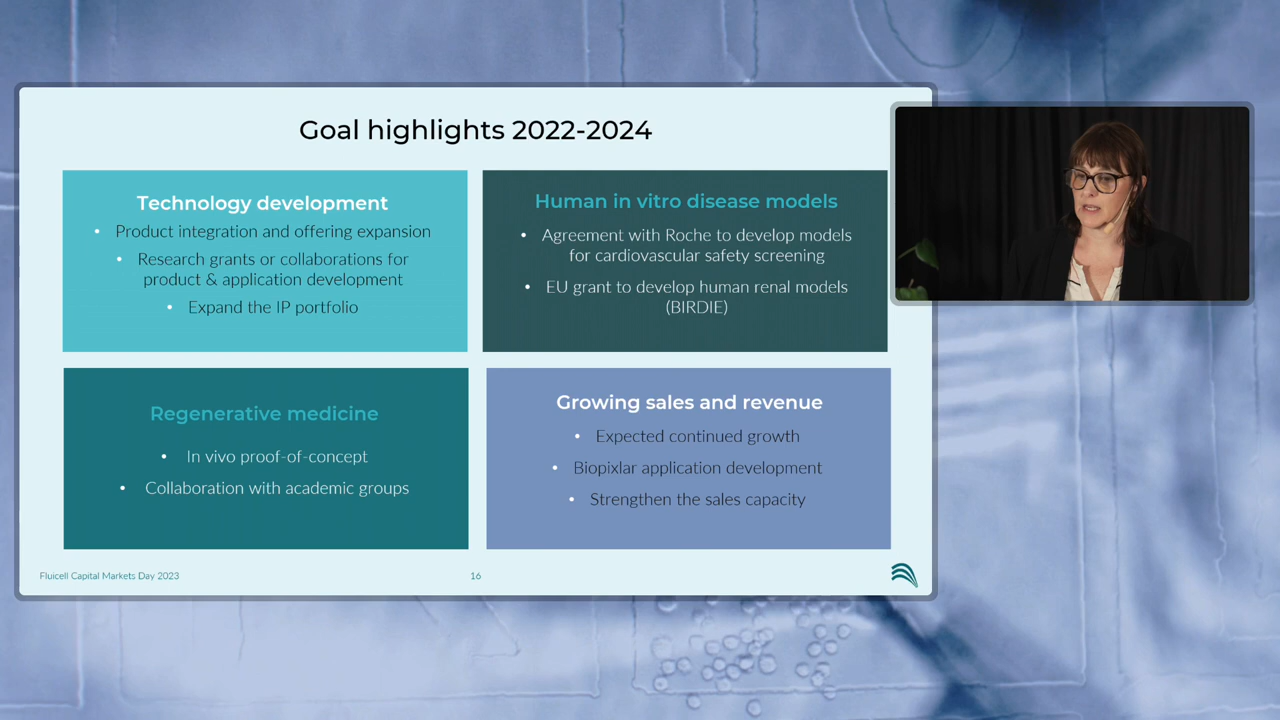 Goal highlights 2022-2024
Technology development
• Product integration and offering expansion
• Research grants or collaborations for
product & application development
• Expand the IP portfolio
Human in vitro disease models
• Agreement with Roche to develop models
for cardiovascular safety screening
• EU grant to develop human renal models
(BIRDIE)
Regenerative medicine
• In vivo proof-of-concept
• Collaboration with academic groups
Growing sales and revenue
• Expected continued growth
• Biopixlar application development
• Strengthen the sales capacity
Fluicell Capital Markets Day 2023
16